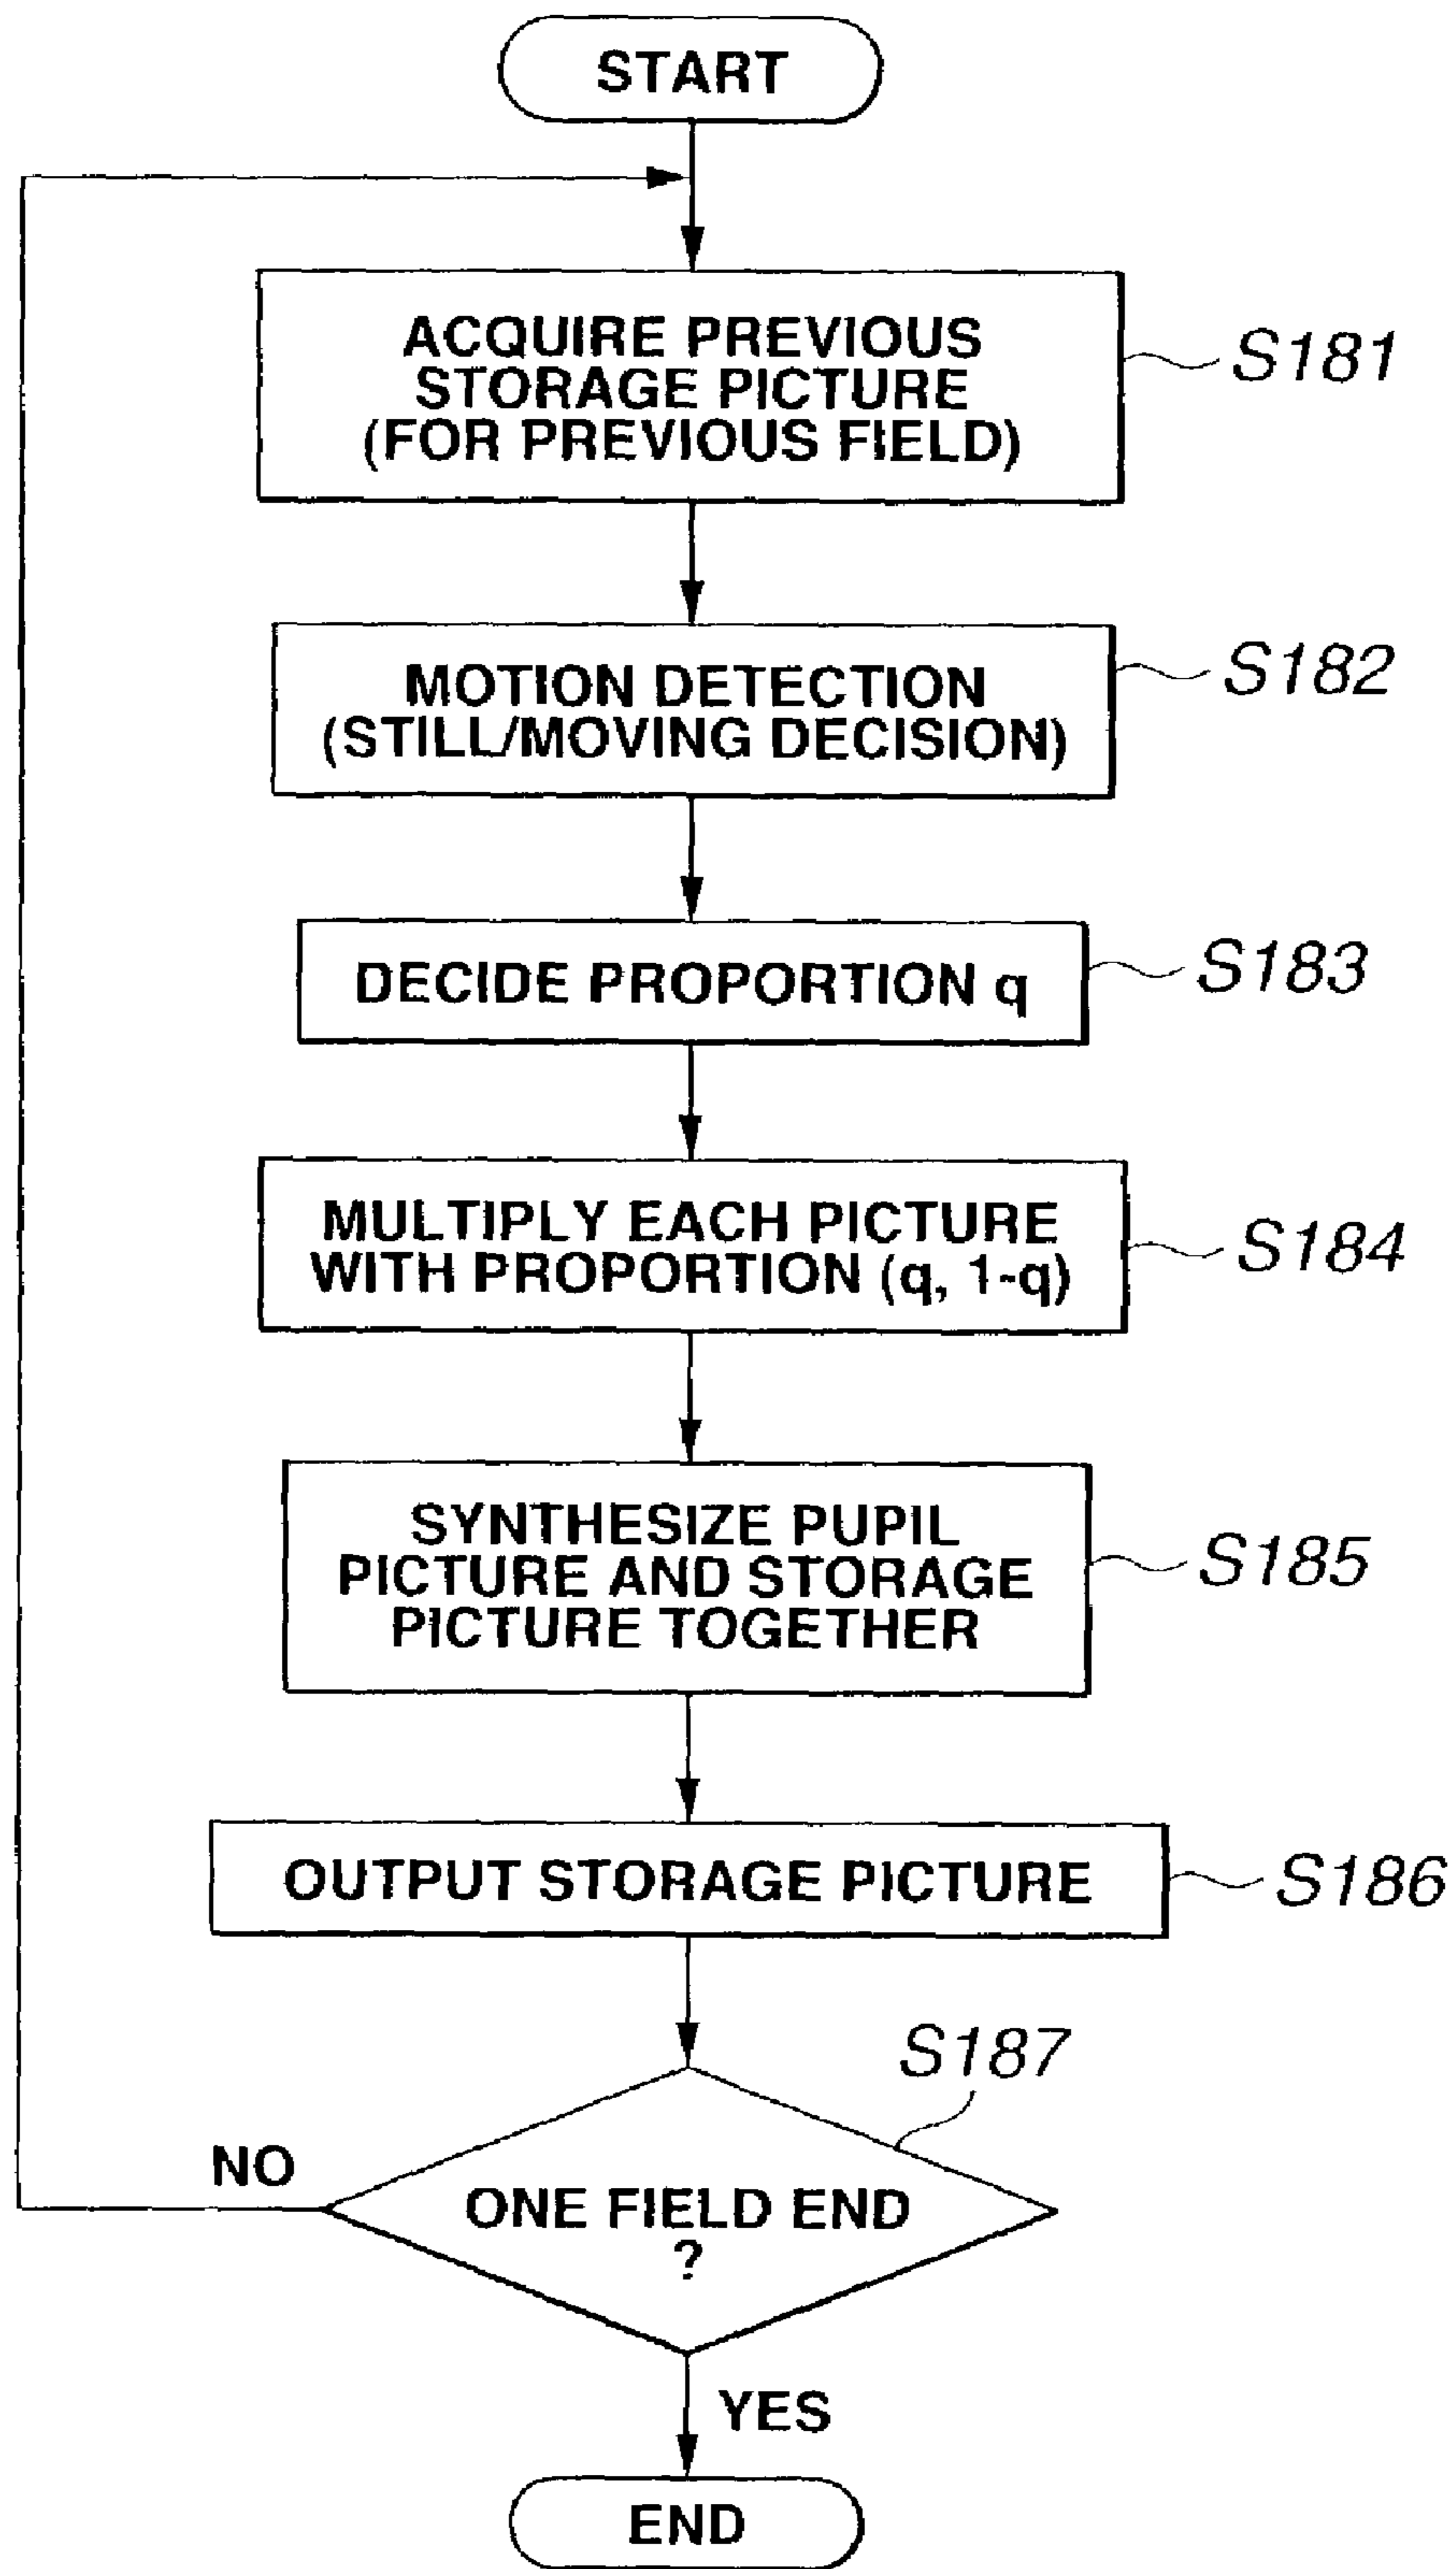 START
ACQUIRE PREVIOUS
STORAGE PICTURE
(FOR PREVIOUS FIELD)
S181
MOTION DETECTION
(STILL/MOVING DECISION)
S182
DECIDE PROPORTION q
S183
MULTIPLY EACH PICTURE
WITH PROPORTION (q, 1-q)
S184
SYNTHESIZE PUPIL
PICTURE AND STORAGE
PICTURE TOGETHER
S185
OUTPUT STORAGE PICTURE
S186
S187
NO
ONE FIELD END
?
YES
END